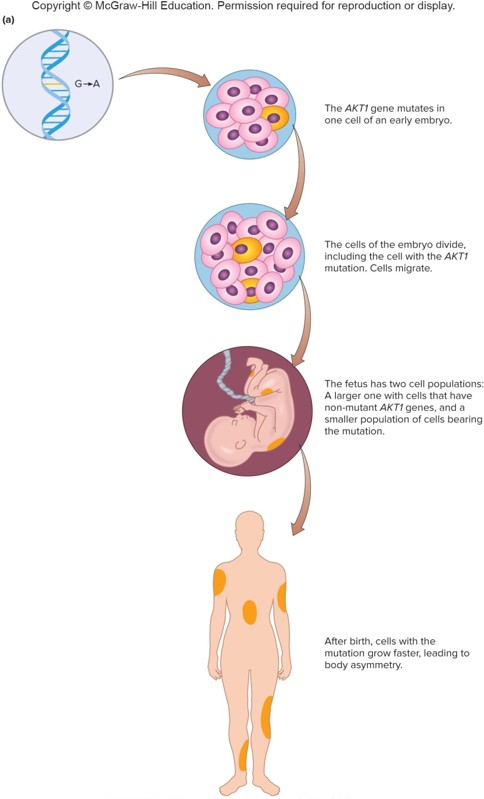 Copyright © McGraw-Hill Education. Permission required for reproduction or display.
(a)
G→A
The AKT1 gene mutates in
one cell of an early embryo.
The cells of the embryo divide,
including the cell with the AKT1
mutation. Cells migrate.
The fetus has two cell populations:
A larger one with cells that have
non-mutant AKT1 genes, and a
smaller population of cells bearing
the mutation.
After birth, cells with the
mutation grow faster, leading to
body asymmetry.